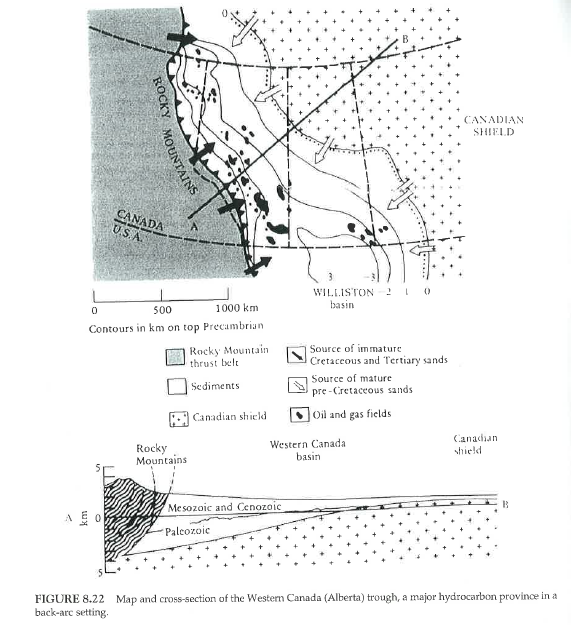 0
B
ROCKY MOUNTAINS
CANADIAN
SHIELD
A
CANADA
U.S.A.
3
3
2
1
0
WILLISTON
basin
0 500 1000 km
Contours in km on top Precambrian
Rocky Mountain
thrust belt
Source of immature
Cretaceous and Tertiary sands
Sediments
Source of mature
pre-Cretaceous sands
Canadian shield
Oil and gas fields
Rocky
Mountains
Western Canada
basin
Canadian
shield
5
A
km
0
5
Mesozoic and Cenozoic
Paleozoic
B
FIGURE 8.22 Map and cross-section of the Western Canada (Alberta) trough, a major hydrocarbon province in a
back-arc setting.